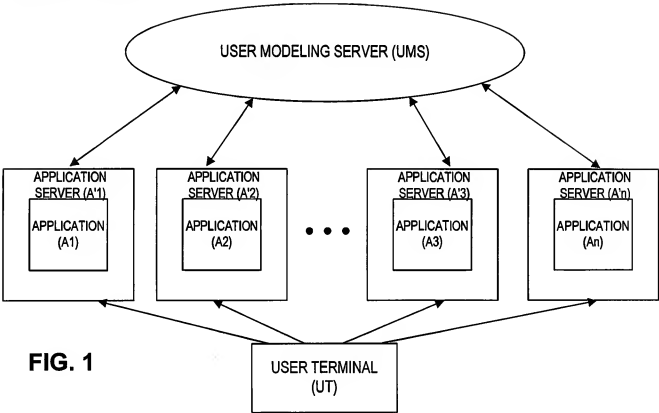 USER MODELING SERVER (UMS)
APPLICATION
SERVER (A'1)
APPLICATION
(A1)
APPLICATION
SERVER (A'2)
APPLICATION
(A2)
• • •
APPLICATION
SERVER (A'3)
APPLICATION
(A3)
APPLICATION
SERVER (A'n)
APPLICATION
(An)
FIG. 1
USER TERMINAL
(UT)